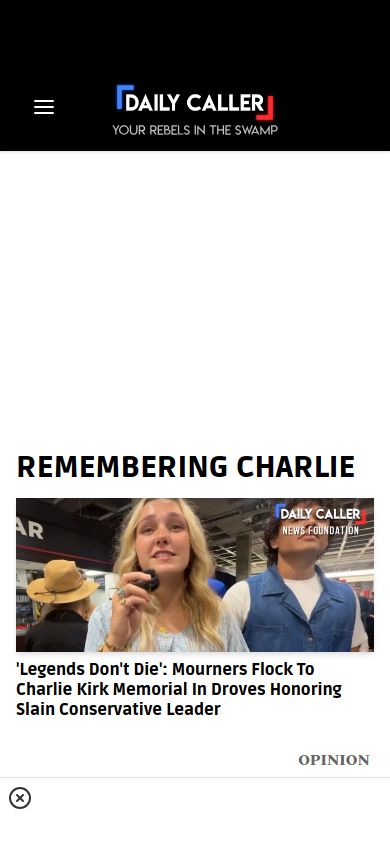 DAILY CALLER
YOUR REBELS IN THE SWAMP
REMEMBERING CHARLIE
AR
DAILY CALLER
NEWS FOUNDATION
'Legends Don't Die': Mourners Flock To
Charlie Kirk Memorial In Droves Honoring
Slain Conservative Leader
OPINION